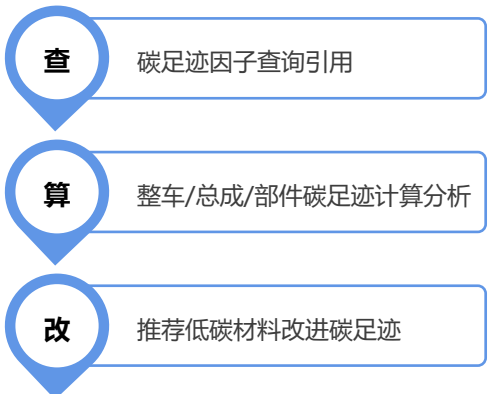 查
碳足迹因子查询引用
算
整车/总成/部件碳足迹计算分析
改
推荐低碳材料改进碳足迹